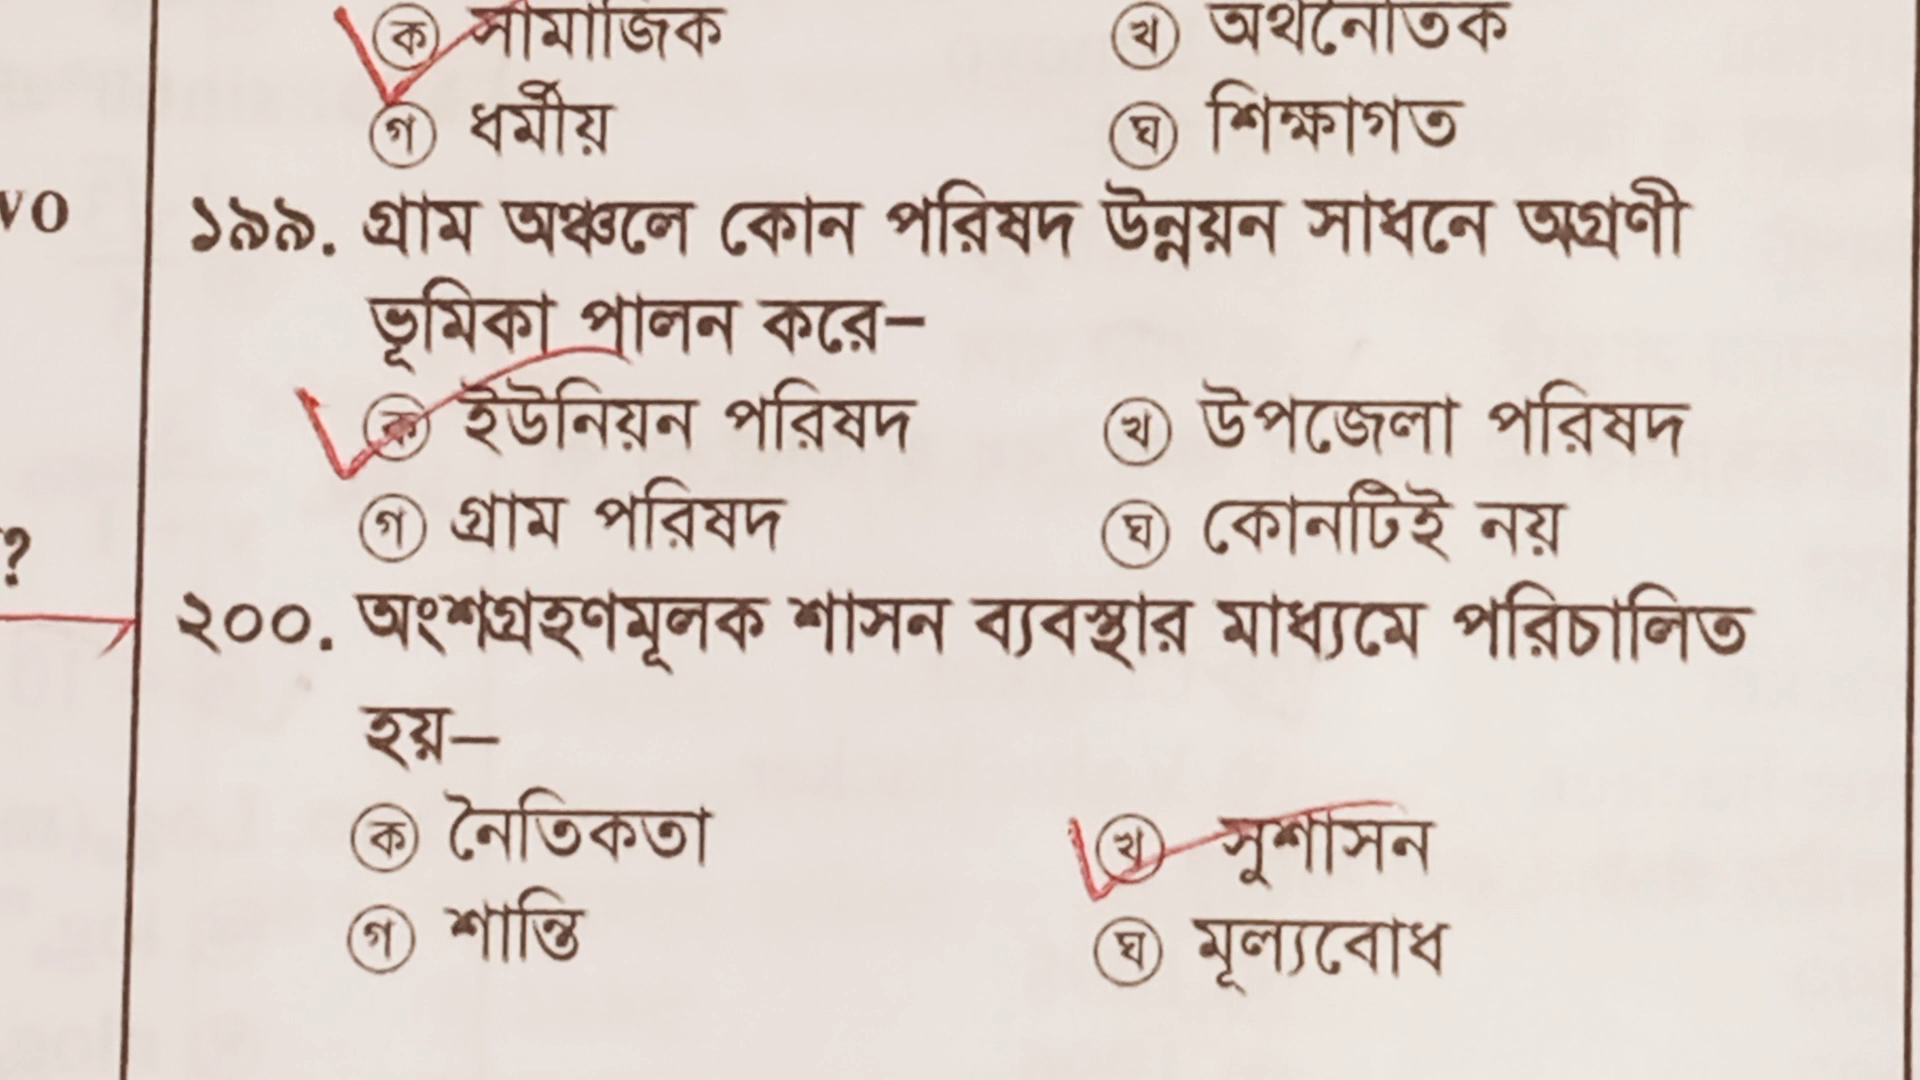 ক সামাজিক খ অর্থনৈতিক
গ ধর্মীয় ঘ শিক্ষাগত
vo
১৯৯. গ্রাম অঞ্চলে কোন পরিষদ উন্নয়ন সাধনে অগ্রণী
ভূমিকা পালন করে–
ক ইউনিয়ন পরিষদ খ উপজেলা পরিষদ
গ গ্রাম পরিষদ ঘ কোনটিই নয়
?
২০০. অংশগ্রহণমূলক শাসন ব্যবস্থার মাধ্যমে পরিচালিত
হয়–
ক নৈতিকতা খ সুশাসন
গ শান্তি ঘ মূল্যবোধ